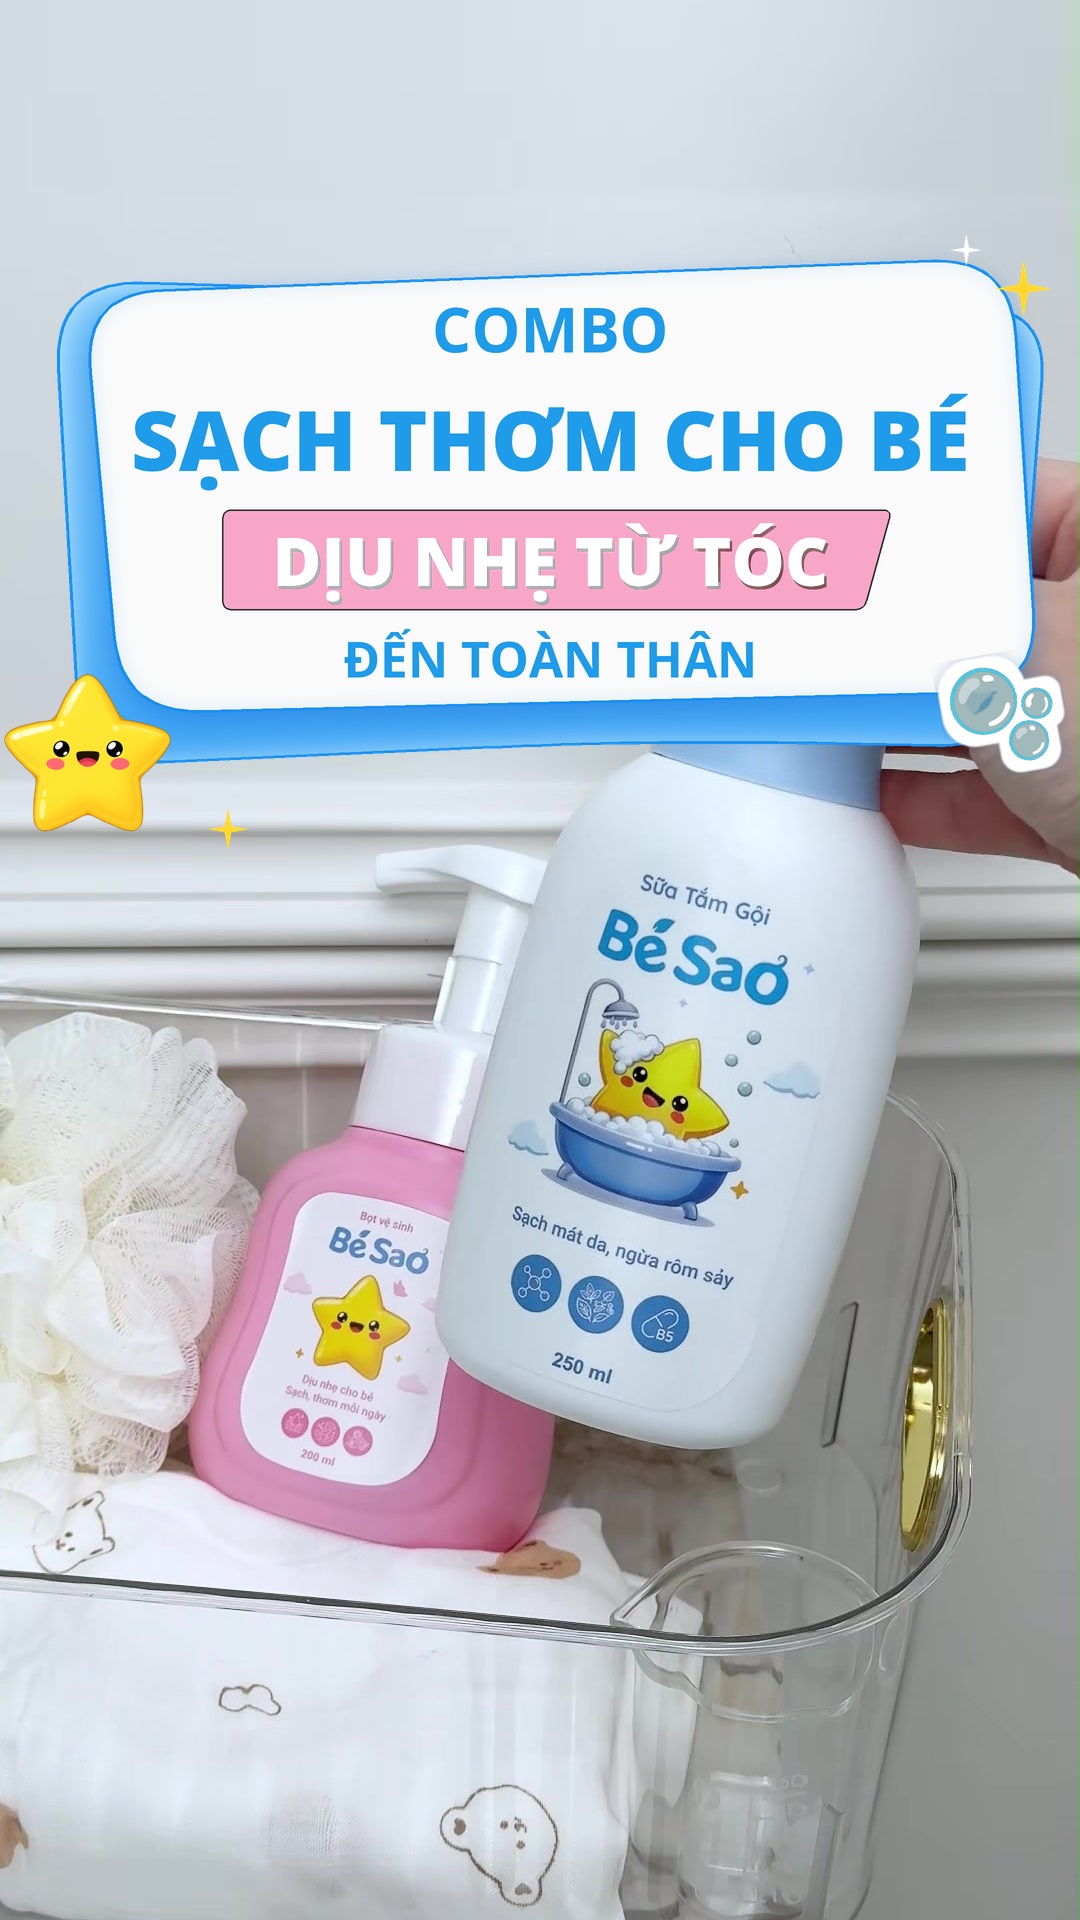 COMBO
SẠCH THƠM CHO BÉ
DỊU NHẸ TỪ TÓC
ĐẾN TOÀN THÂN
Sữa Tắm Gội
Bé Sao
Sạch mát da, ngừa rôm sảy
B5
250 ml
Bọt vệ sinh
Bé Sao
Dịu nhẹ cho bé
Sạch, thơm mỗi ngày
200 ml